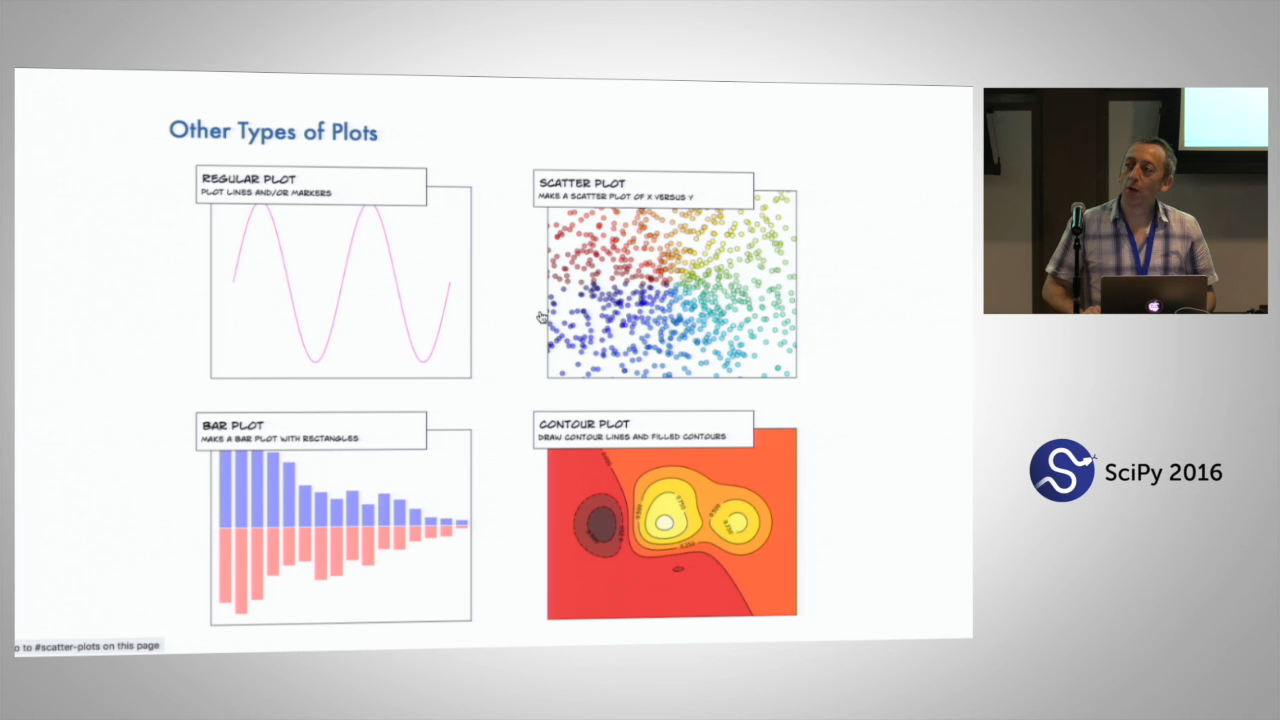 Other Types of Plots
REGULAR PLOT
PLOT LINES AND/OR MARKERS
SCATTER PLOT
MAKE A SCATTER PLOT OF X VERSUS Y
BAR PLOT
MAKE A BAR PLOT WITH RECTANGLES
CONTOUR PLOT
DRAW CONTOUR LINES AND FILLED CONTOURS
o to #scatter-plots on this page
SciPy 2016